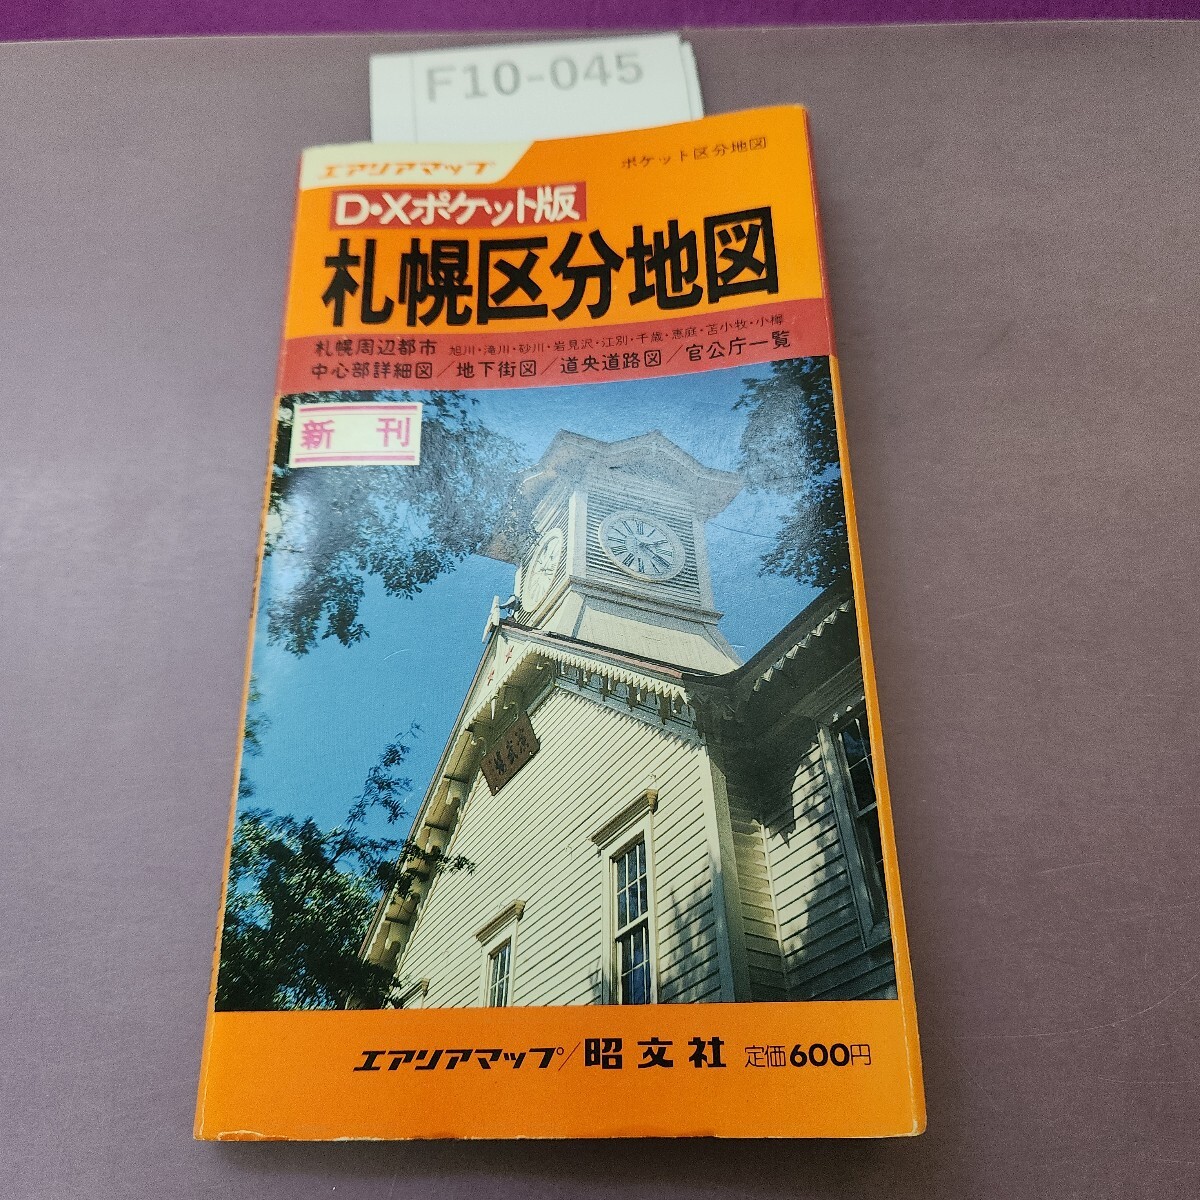 F10-045
エアリアマップ
ポケット区分地図
D・Xポケット版
札幌区分地図
札幌周辺都市 旭川・滝川・砂川・岩見沢・江別・千歳・恵庭・苫小牧・小樽
中心部詳細図／地下街図／道央道路図／官公庁一覧
新刊
演武場
エアリアマップ／昭文社 定価600円